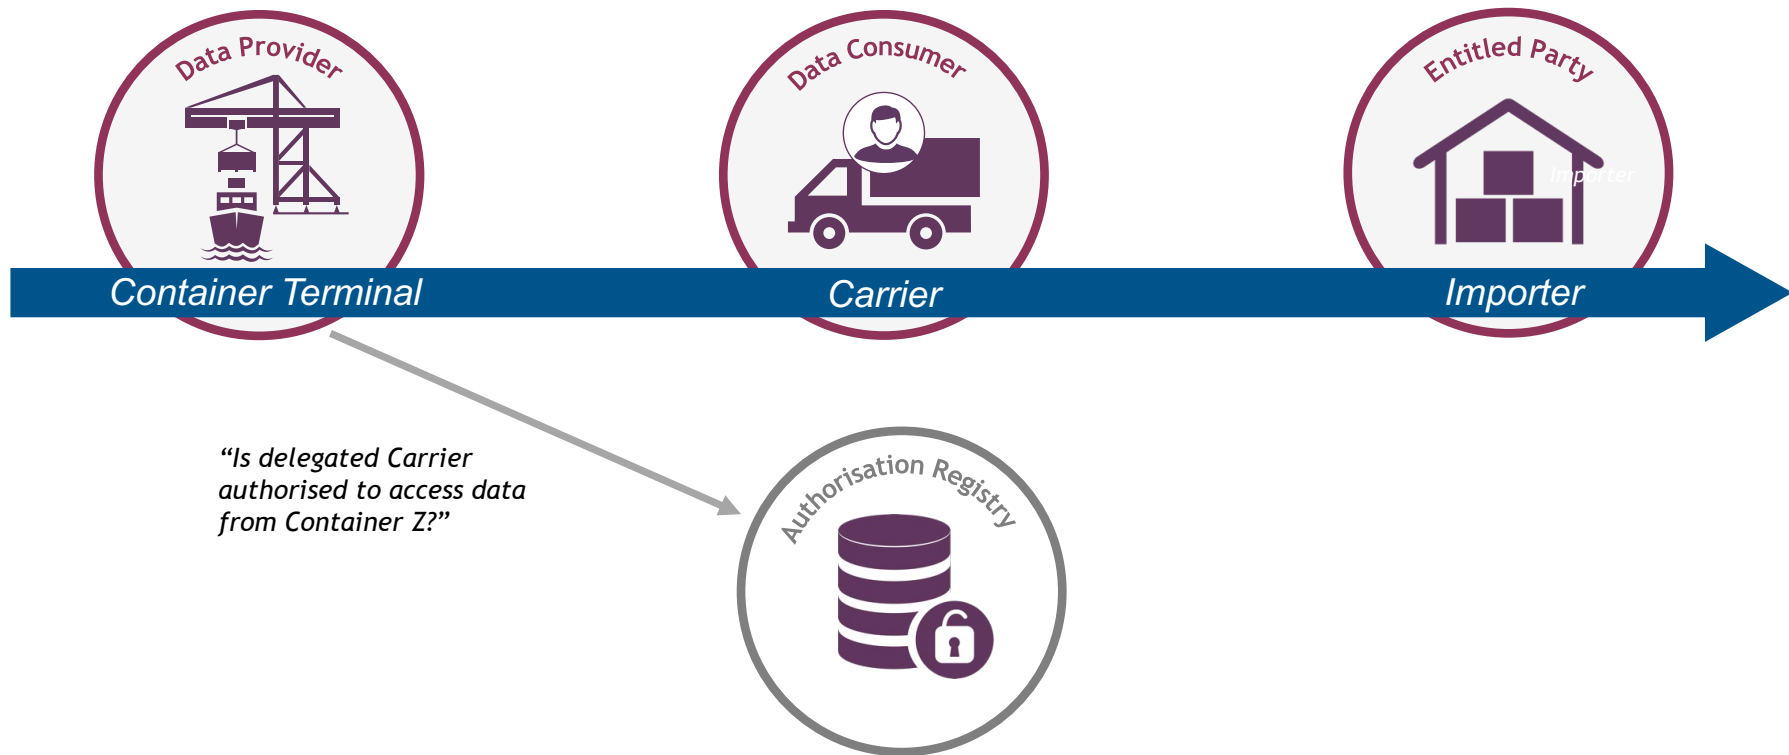 Data Provider
Data Consumer
Entitled Party
Importer
Container Terminal
Carrier
Importer
“Is delegated Carrier
authorised to access data
from Container Z?”
Authorisation Registry